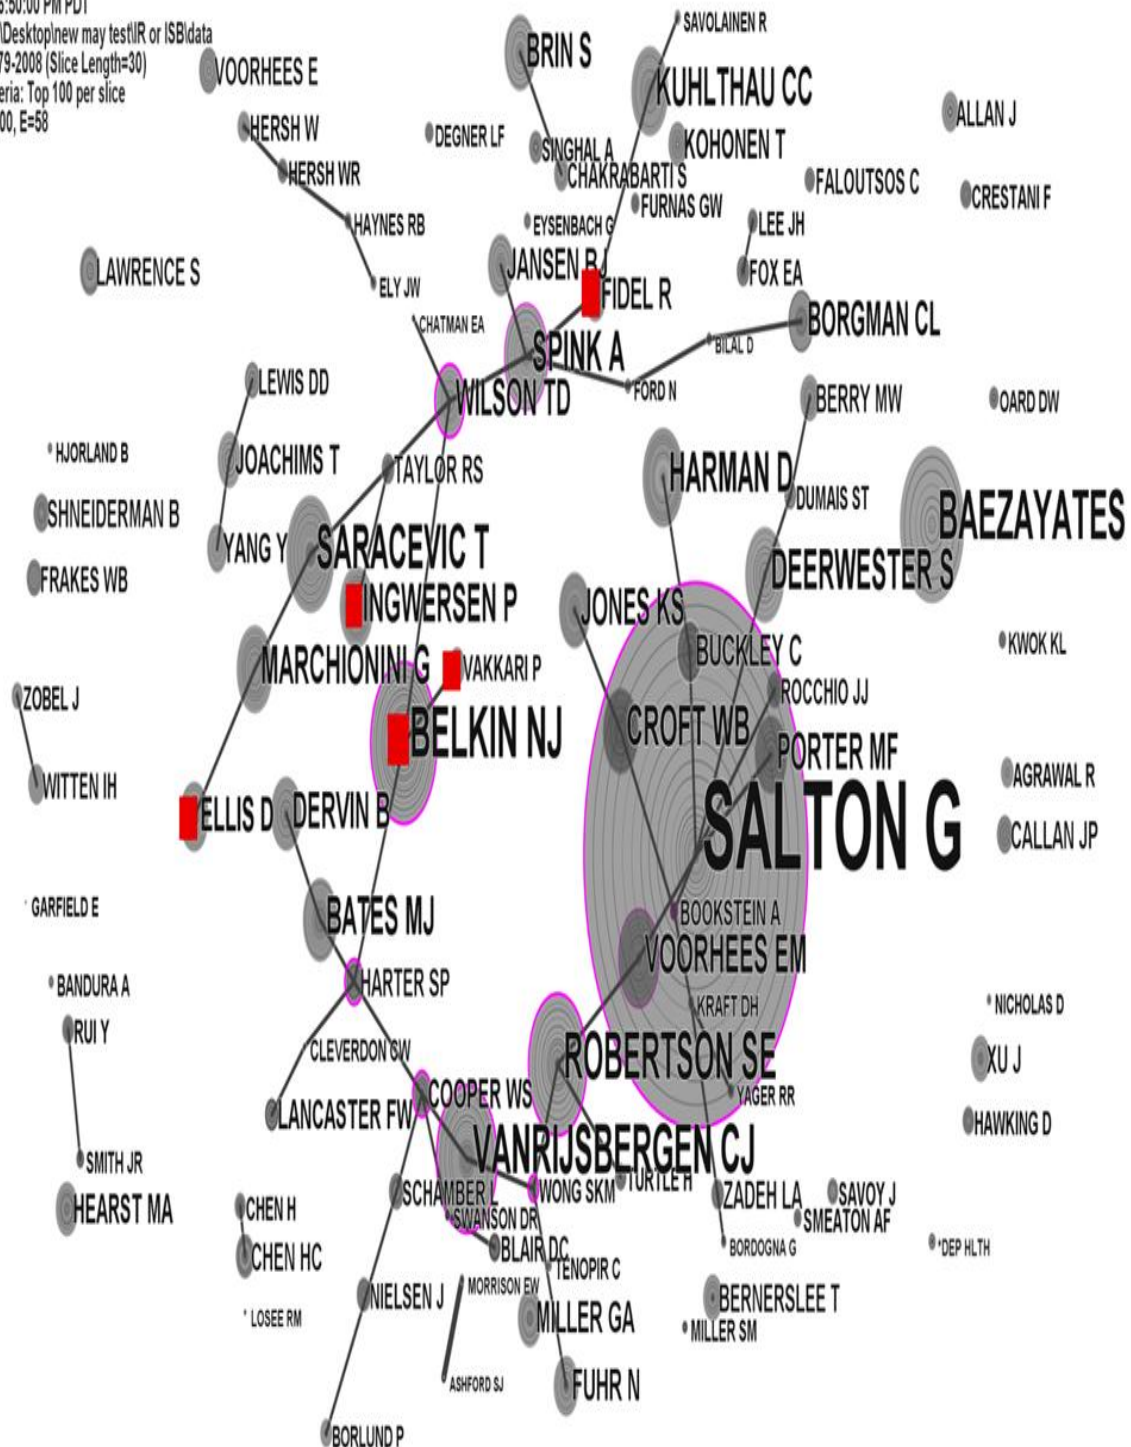 5:50:00 PM PDT
\Desktop\new may test\IR or ISB\data
79-2008 (Slice Length=30)
eria: Top 100 per slice
00, E=58
SAVOLAINEN R
BRIN S
VOORHEES E
KUHLTHAU CC
ALLAN J
HERSH W
DEGNER LF
SINGHAL A
KOHONEN T
HERSH WR
CHAKRABARTI S
FALOUTSOS C
CRESTANI F
FURNAS GW
HAYNES RB
EYSENBACH G
LEE JH
LAWRENCE S
JANSEN BJ
FOX EA
ELY JW
FIDEL R
CHATMAN EA
BORGMAN CL
SPINK A
BILAL D
LEWIS DD
FORD N
WILSON TD
BERRY MW
OARD DW
HJORLAND B
JOACHIMS T
TAYLOR RS
HARMAN D
DUMAIS ST
SHNEIDERMAN B
BAEZAYATES
YANG Y
SARACEVIC T
FRAKES WB
DEERWESTER S
INGWERSEN P
JONES KS
KWOK KL
BUCKLEY C
MARCHIONINI G
VAKKARI P
ZOBEL J
ROCCHIO JJ
BELKIN NJ
CROFT WB
PORTER MF
WITTEN IH
AGRAWAL R
ELLIS D
DERVIN B
SALTON G
CALLAN JP
GARFIELD E
BATES MJ
BOOKSTEIN A
VOORHEES EM
BANDURA A
HARTER SP
KRAFT DH
NICHOLAS D
RUI Y
CLEVERDON CW
ROBERTSON SE
XU J
COOPER WS
YAGER RR
LANCASTER FW
HAWKING D
SMITH JR
VANRIJSBERGEN CJ
TURTLE H
SCHAMBER L
WONG SKM
ZADEH LA
SAVOY J
HEARST MA
CHEN H
SWANSON DR
SMEATON AF
CHEN HC
BLAIR DC
BORDOGNA G
*DEP HLTH
TENOPIR C
MORRISON EW
NIELSEN J
BERNERSLEE T
LOSEE RM
MILLER GA
MILLER SM
ASHFORD SJ
FUHR N
BORLUND P